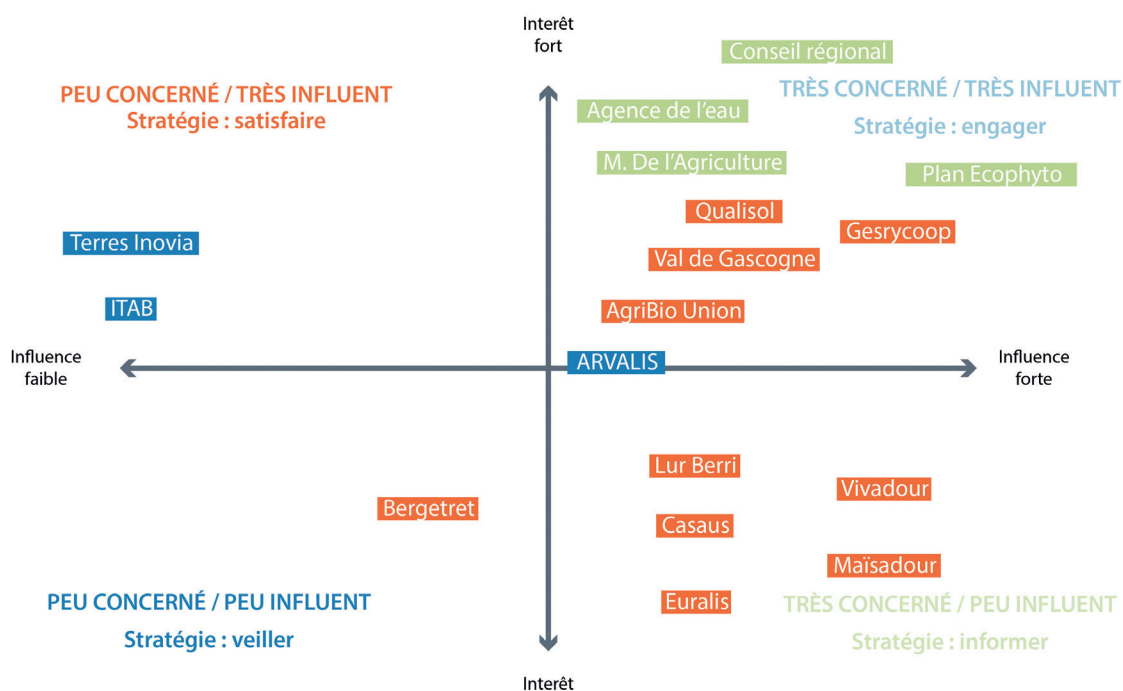 Interêt
fort
Conseil régional
PEU CONCERNÉ / TRÈS INFLUENT
Stratégie : satisfaire
TRÈS CONCERNÉ / TRÈS INFLUENT
Stratégie : engager
Agence de l'eau
M. De l'Agriculture
Plan Ecophyto
Qualisol
Gesrycoop
Terres Inovia
Val de Gascogne
ITAB
AgriBio Union
Influence
faible
ARVALIS
Influence
forte
Lur Berri
Vivadour
Bergetret
Casaus
Maïsadour
Euralis
PEU CONCERNÉ / PEU INFLUENT
Stratégie : veiller
TRÈS CONCERNÉ / PEU INFLUENT
Stratégie : informer
Interêt